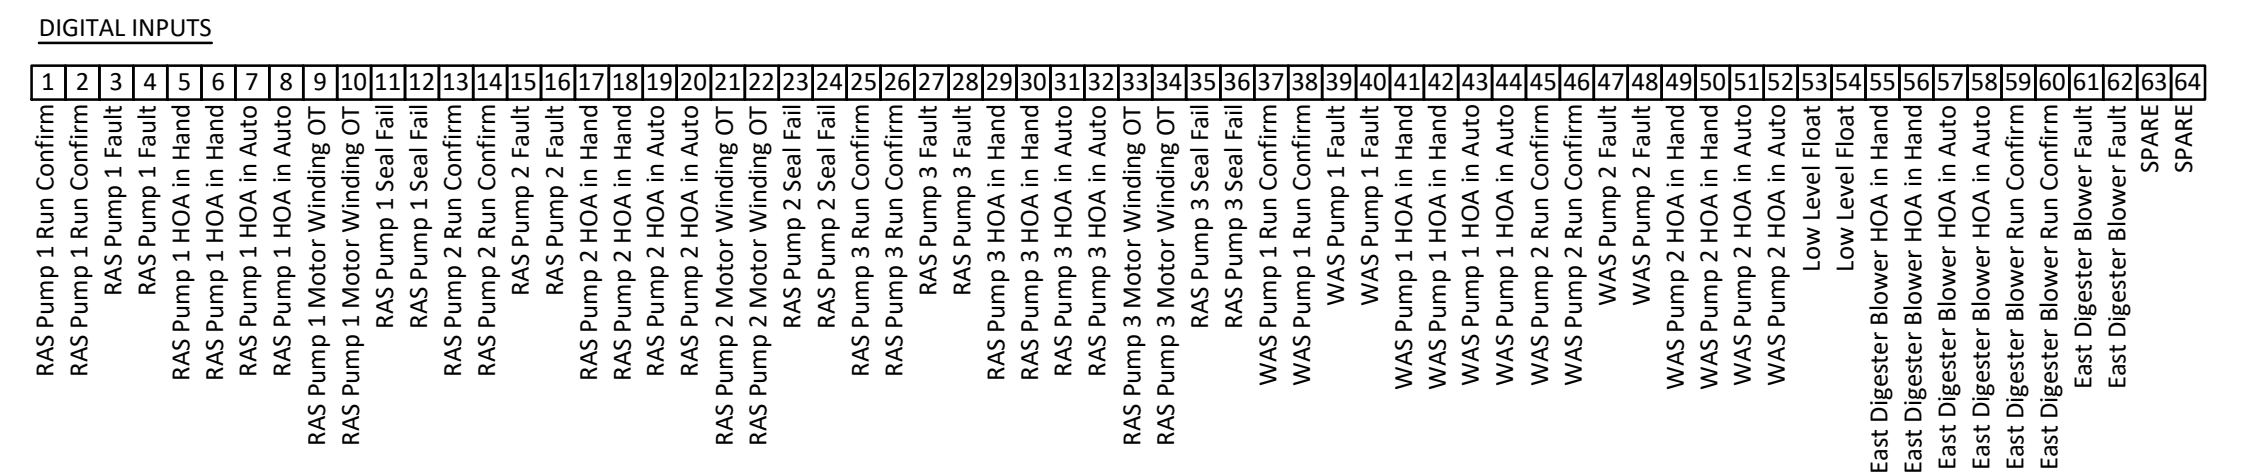 DIGITAL INPUTS
1 2 3 4 5 6 7 8 9 10 11 12 13 14 15 16 17 18 19 20 21 22 23 24 25 26 27 28 29 30 31 32 33 34 35 36 37 38 39 40 41 42 43 44 45 46 47 48 49 50 51 52 53 54 55 56 57 58 59 60 61 62 63 64
RAS Pump 1 Run Confirm
RAS Pump 1 Run Confirm
RAS Pump 1 Fault
RAS Pump 1 Fault
RAS Pump 1 HOA in Hand
RAS Pump 1 HOA in Hand
RAS Pump 1 HOA in Auto
RAS Pump 1 HOA in Auto
RAS Pump 1 Motor Winding OT
RAS Pump 1 Motor Winding OT
RAS Pump 1 Seal Fail
RAS Pump 1 Seal Fail
RAS Pump 2 Run Confirm
RAS Pump 2 Run Confirm
RAS Pump 2 Fault
RAS Pump 2 Fault
RAS Pump 2 HOA in Hand
RAS Pump 2 HOA in Hand
RAS Pump 2 HOA in Auto
RAS Pump 2 HOA in Auto
RAS Pump 2 Motor Winding OT
RAS Pump 2 Motor Winding OT
RAS Pump 2 Seal Fail
RAS Pump 2 Seal Fail
RAS Pump 3 Run Confirm
RAS Pump 3 Run Confirm
RAS Pump 3 Fault
RAS Pump 3 Fault
RAS Pump 3 HOA in Hand
RAS Pump 3 HOA in Hand
RAS Pump 3 HOA in Auto
RAS Pump 3 HOA in Auto
RAS Pump 3 Motor Winding OT
RAS Pump 3 Motor Winding OT
RAS Pump 3 Seal Fail
RAS Pump 3 Seal Fail
WAS Pump 1 Run Confirm
WAS Pump 1 Run Confirm
WAS Pump 1 Fault
WAS Pump 1 Fault
WAS Pump 1 HOA in Hand
WAS Pump 1 HOA in Hand
WAS Pump 1 HOA in Auto
WAS Pump 1 HOA in Auto
WAS Pump 2 Run Confirm
WAS Pump 2 Run Confirm
WAS Pump 2 Fault
WAS Pump 2 Fault
WAS Pump 2 HOA in Hand
WAS Pump 2 HOA in Hand
WAS Pump 2 HOA in Auto
WAS Pump 2 HOA in Auto
Low Level Float
Low Level Float
East Digester Blower HOA in Hand
East Digester Blower HOA in Hand
East Digester Blower HOA in Auto
East Digester Blower HOA in Auto
East Digester Blower Run Confirm
East Digester Blower Run Confirm
East Digester Blower Fault
East Digester Blower Fault
SPARE
SPARE